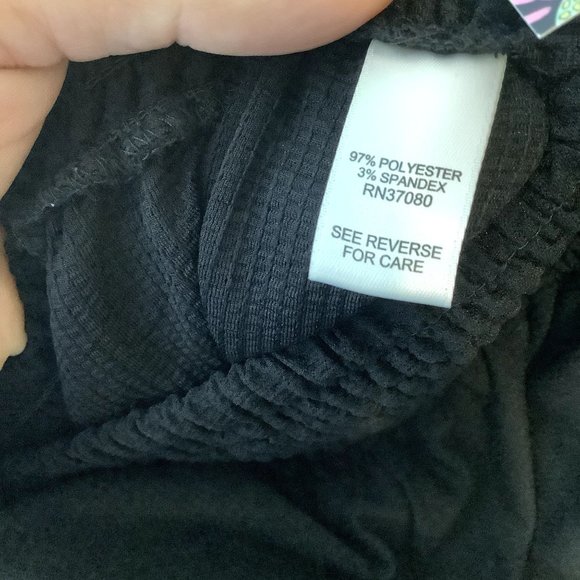 97% POLYESTER
3% SPANDEX
RN37080
SEE REVERSE
FOR CARE